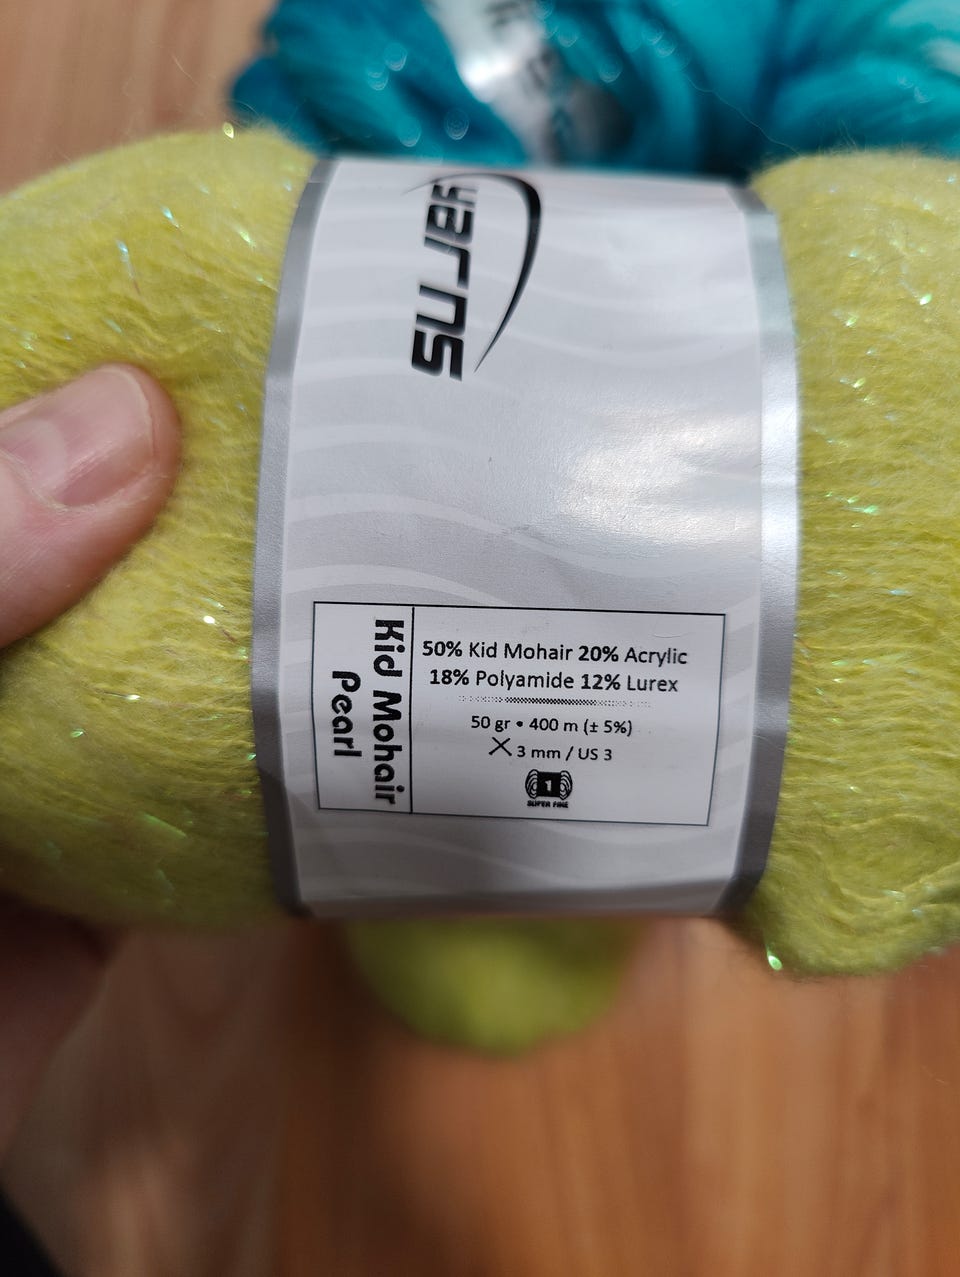 yarns
Kid Mohair
Pearl
50% Kid Mohair 20% Acrylic
18% Polyamide 12% Lurex
50 gr • 400 m (± 5%)
3 mm / US 3
1
SUPER FINE